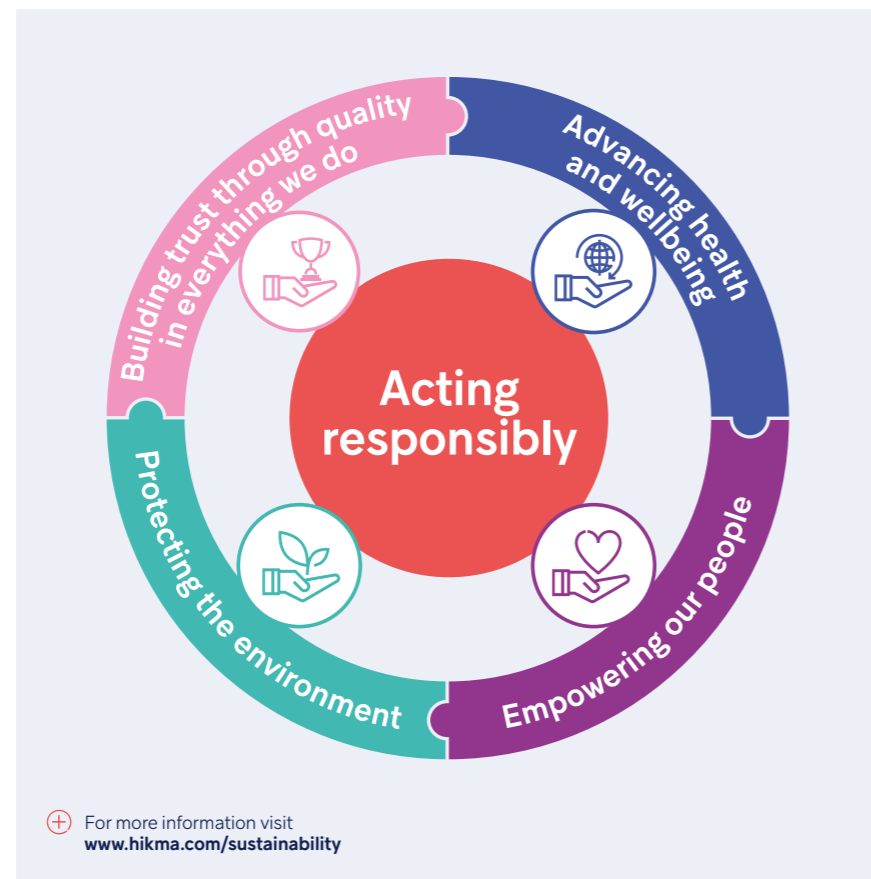 Building trust through quality
in everything we do
Advancing health
and wellbeing
Acting
responsibly
Protecting the environment
Empowering our people
For more information visit
www.hikma.com/sustainability